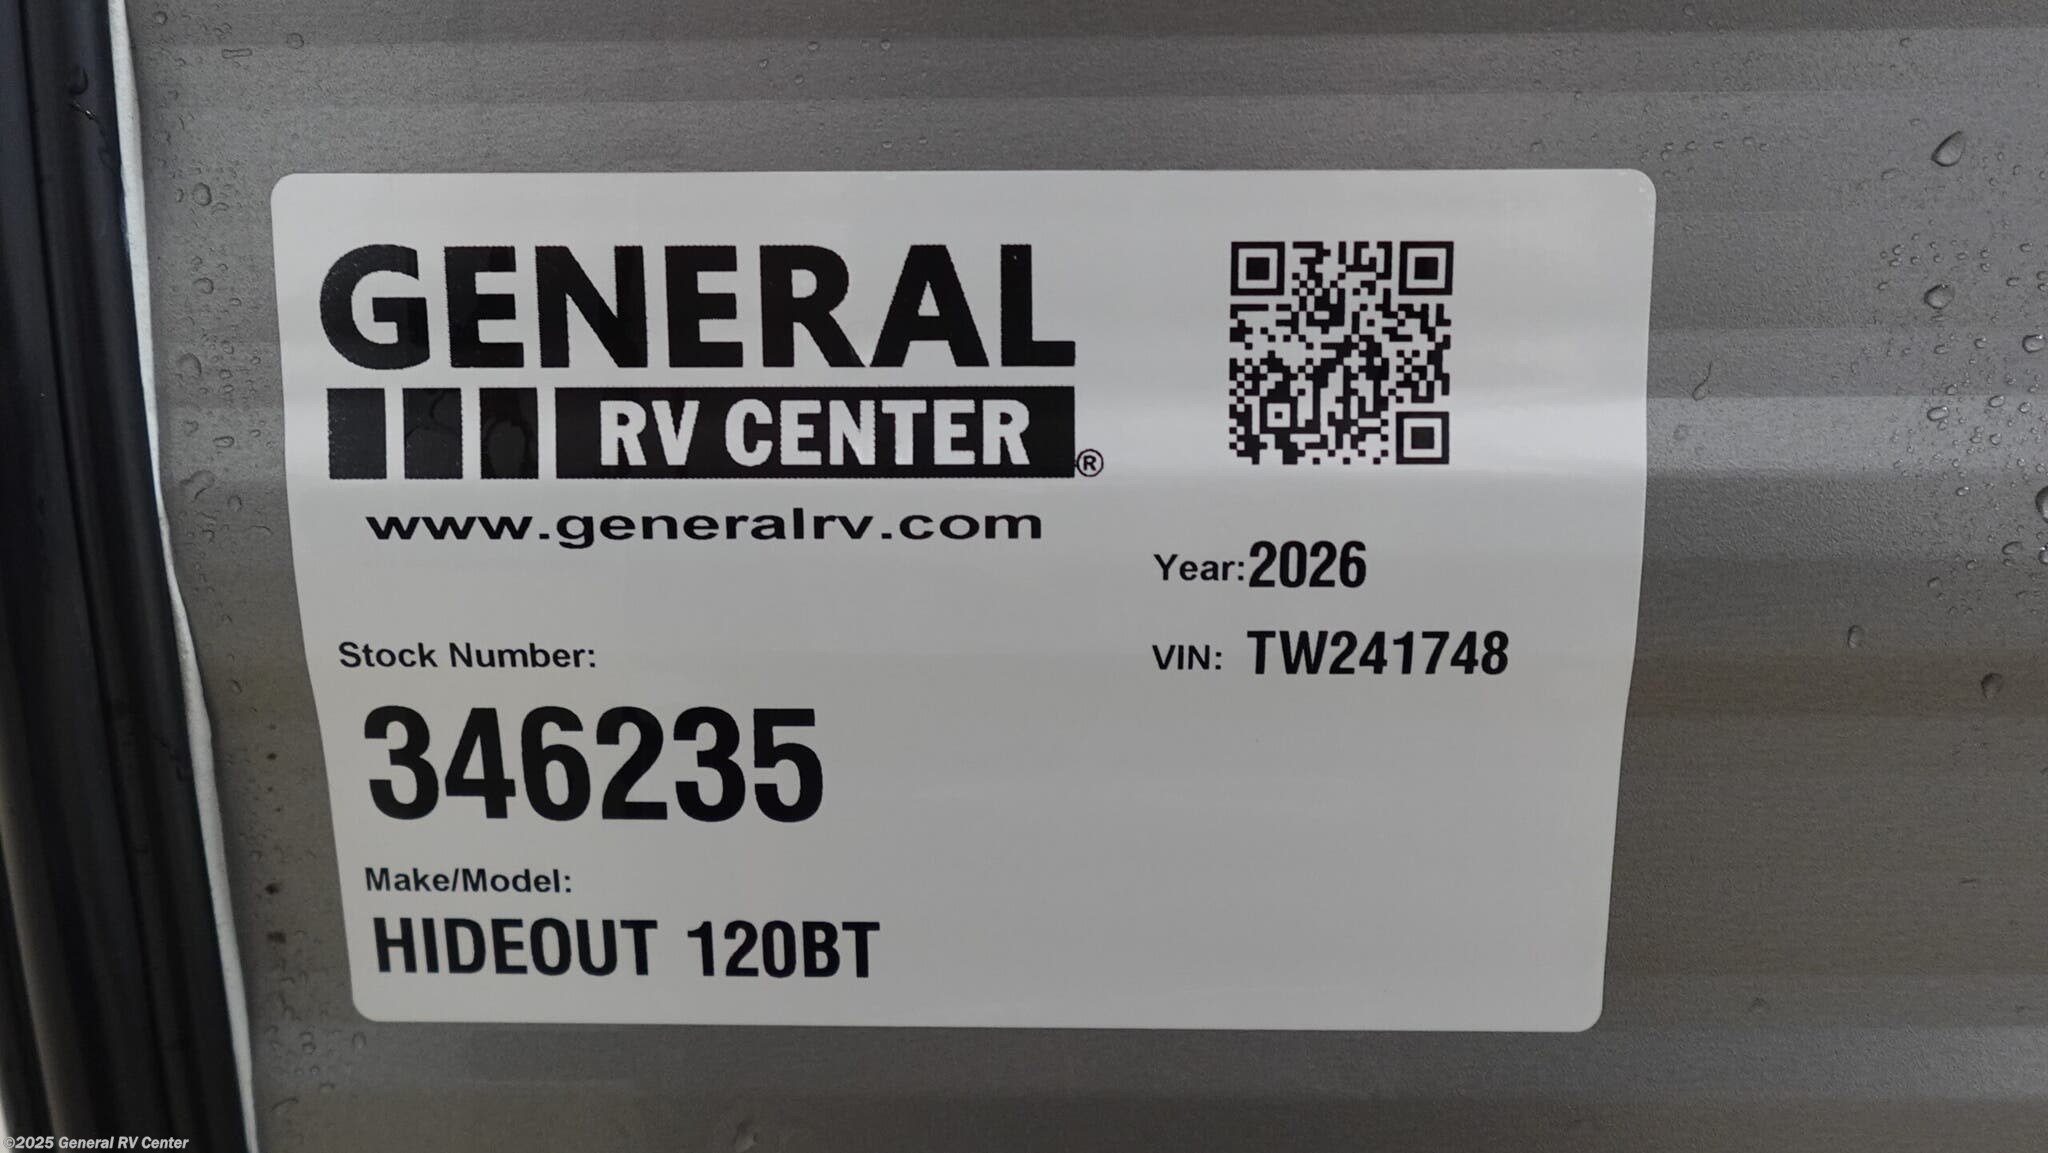 GENERAL
RV CENTER®
www.generalrv.com
Year: 2026
VIN: TW241748
Stock Number:
346235
Make/Model:
HIDEOUT 120BT
©2025 General RV Center